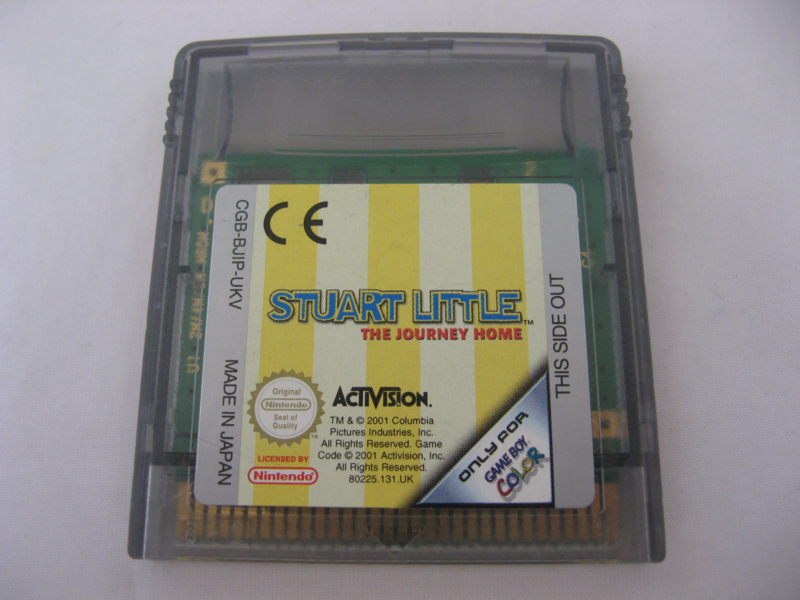 CE
CGB-BJIP-UKV
MADE IN JAPAN
STUART LITTLE™
THE JOURNEY HOME
Original
Nintendo
Seal of
Quality
™
LICENSED BY
Nintendo
ACTIVISION.
TM & © 2001 Columbia
Pictures Industries, Inc.
All Rights Reserved. Game
Code © 2001 Activision, Inc.
All Rights Reserved.
80225.131.UK
ONLY FOR
GAME BOY
COLOR
THIS SIDE OUT